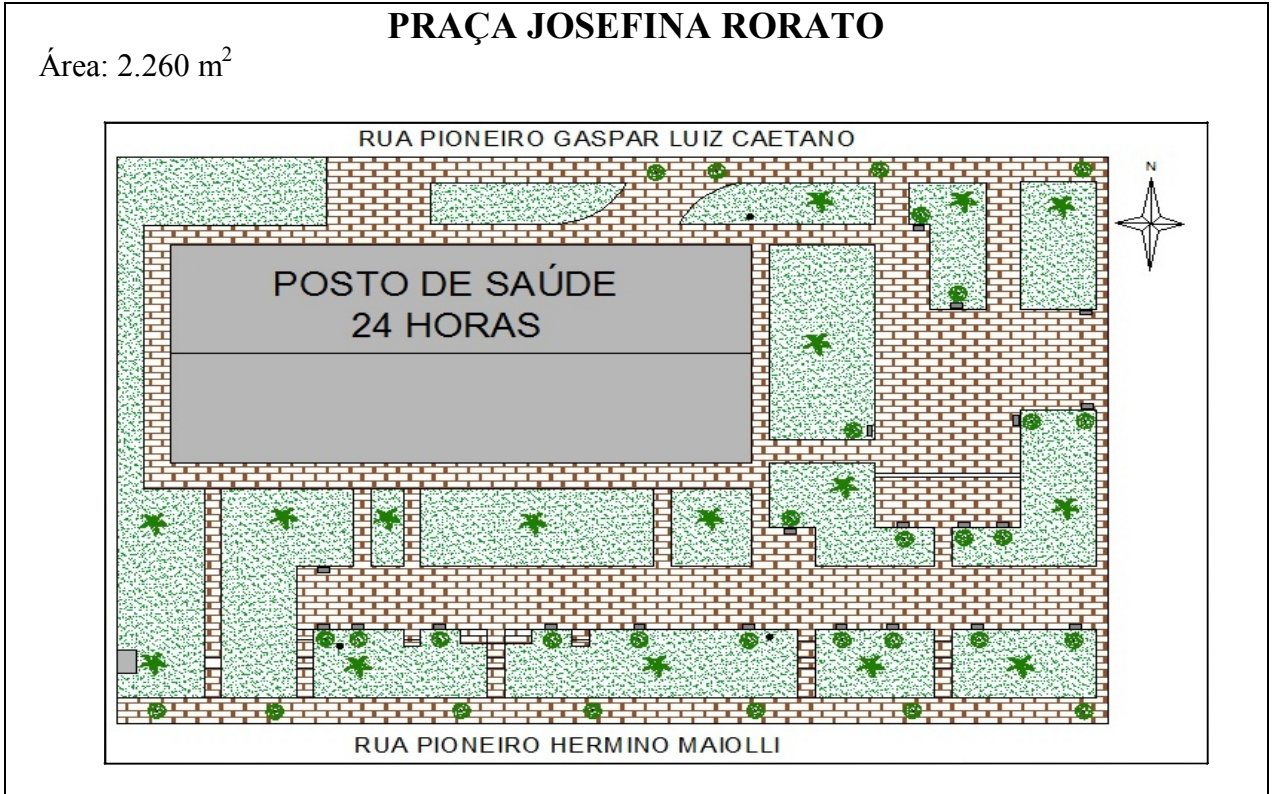 PRAÇA JOSEFINA RORATO
Área: 2.260 m²
RUA PIONEIRO GASPAR LUIZ CAETANO
N
POSTO DE SAÚDE
24 HORAS
RUA PIONEIRO HERMINO MAIOLLI